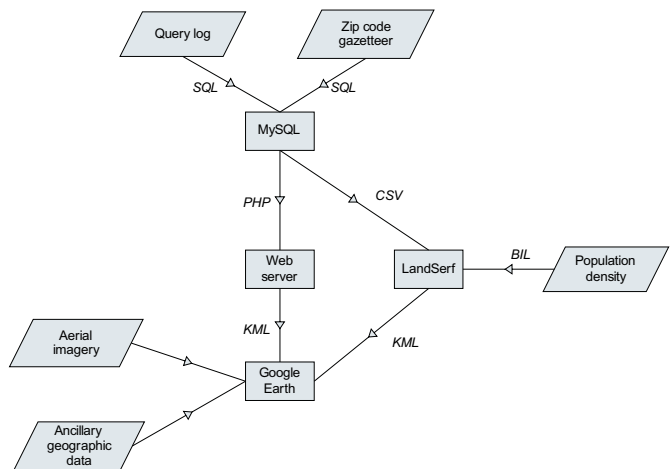 Query log
Zip code
gazetteer
SQL
SQL
MySQL
PHP
CSV
Web
server
LandSerf
BIL
Population
density
KML
KML
Aerial
imagery
Google
Earth
Ancillary
geographic
data